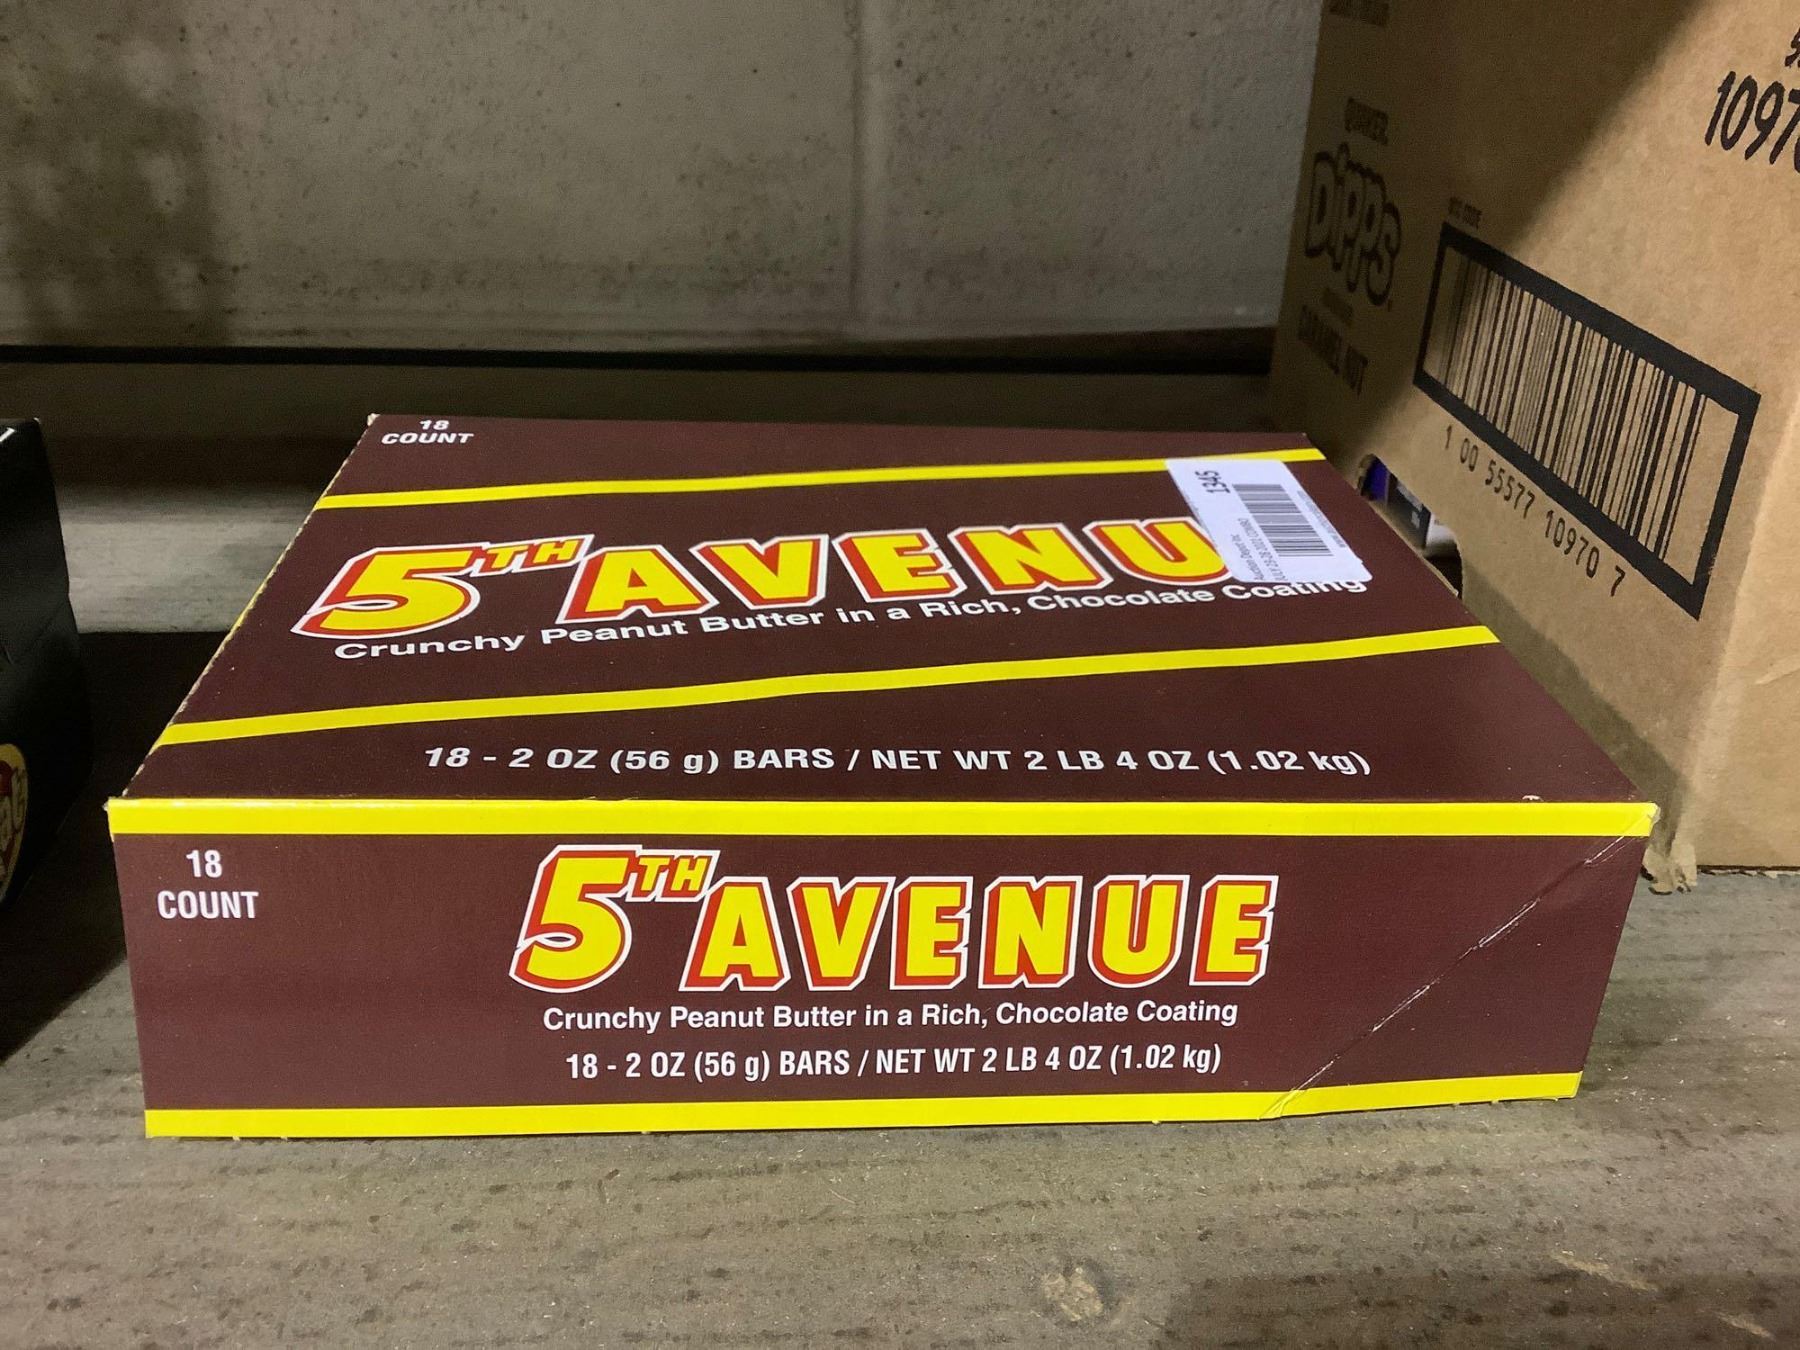 18
COUNT
5TH AVENU
Crunchy Peanut Butter in a Rich, Chocolate Coating
18 - 2 OZ (56 g) BARS / NET WT 2 LB 4 OZ (1.02 kg)
1345
18
COUNT
5TH AVENUE
Crunchy Peanut Butter in a Rich, Chocolate Coating
18 - 2 OZ (56 g) BARS / NET WT 2 LB 4 OZ (1.02 kg)
QUAKER
Dipps
CARAMEL NUT
1097
1 00 55577 10970 7